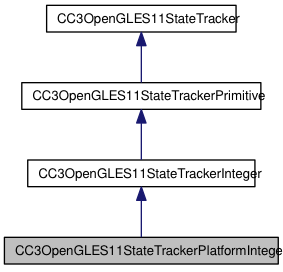 CC3OpenGLES11StateTracker
CC3OpenGLES11StateTrackerPrimitive
CC3OpenGLES11StateTrackerInteger
CC3OpenGLES11StateTrackerPlatformIntege